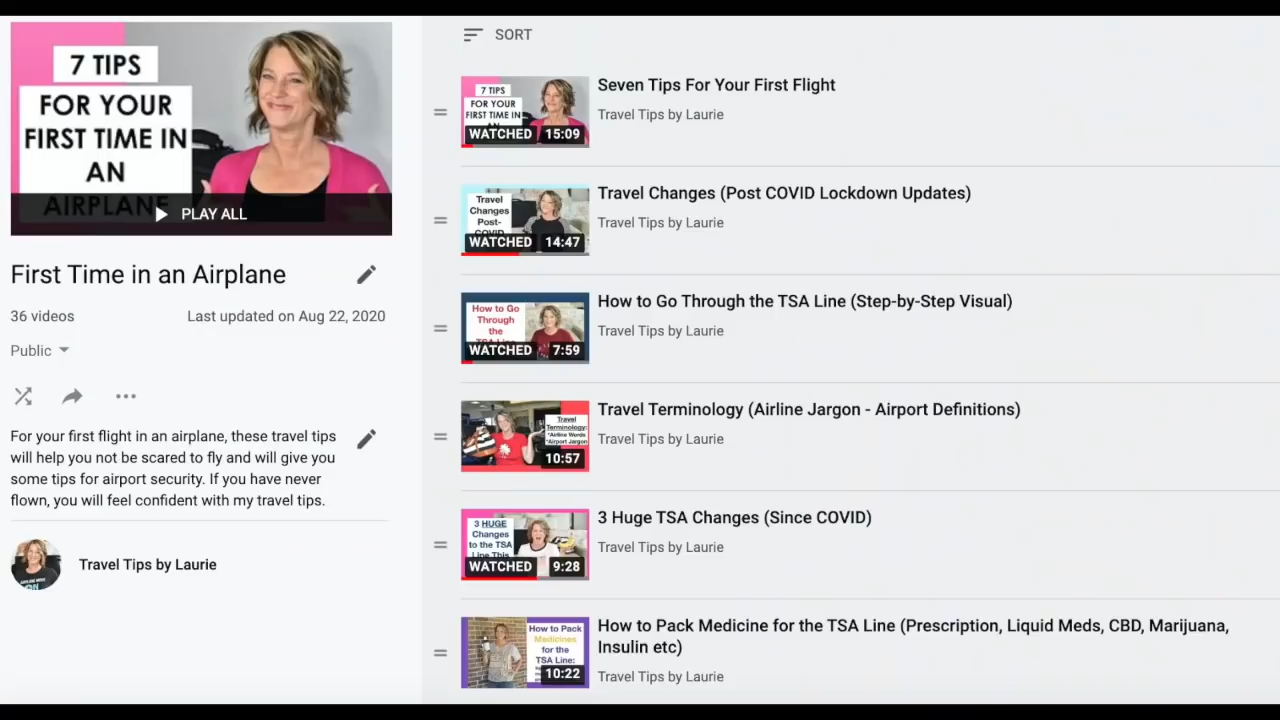 7 TIPS
FOR YOUR
FIRST TIME IN
AN
AIRPLANE
PLAY ALL
First Time in an Airplane
36 videos
Last updated on Aug 22, 2020
Public
For your first flight in an airplane, these travel tips
will help you not be scared to fly and will give you
some tips for airport security. If you have never
flown, you will feel confident with my travel tips.
Travel Tips by Laurie
SORT
7 TIPS
FOR YOUR
FIRST TIME IN
WATCHED 15:09
Seven Tips For Your First Flight
Travel Tips by Laurie
Travel
Changes
Post-
COVID
WATCHED 14:47
Travel Changes (Post COVID Lockdown Updates)
Travel Tips by Laurie
How to Go
Through
the
TSA Line
WATCHED 7:59
How to Go Through the TSA Line (Step-by-Step Visual)
Travel Tips by Laurie
Travel
Terminology:
*Airline Words
*Airport Jargon
10:57
Travel Terminology (Airline Jargon - Airport Definitions)
Travel Tips by Laurie
3 HUGE
Changes
to the TSA
Line This
WATCHED 9:28
3 Huge TSA Changes (Since COVID)
Travel Tips by Laurie
How to Pack
Medicines
for the
TSA Line:
10:22
How to Pack Medicine for the TSA Line (Prescription, Liquid Meds, CBD, Marijuana,
Insulin etc)
Travel Tips by Laurie